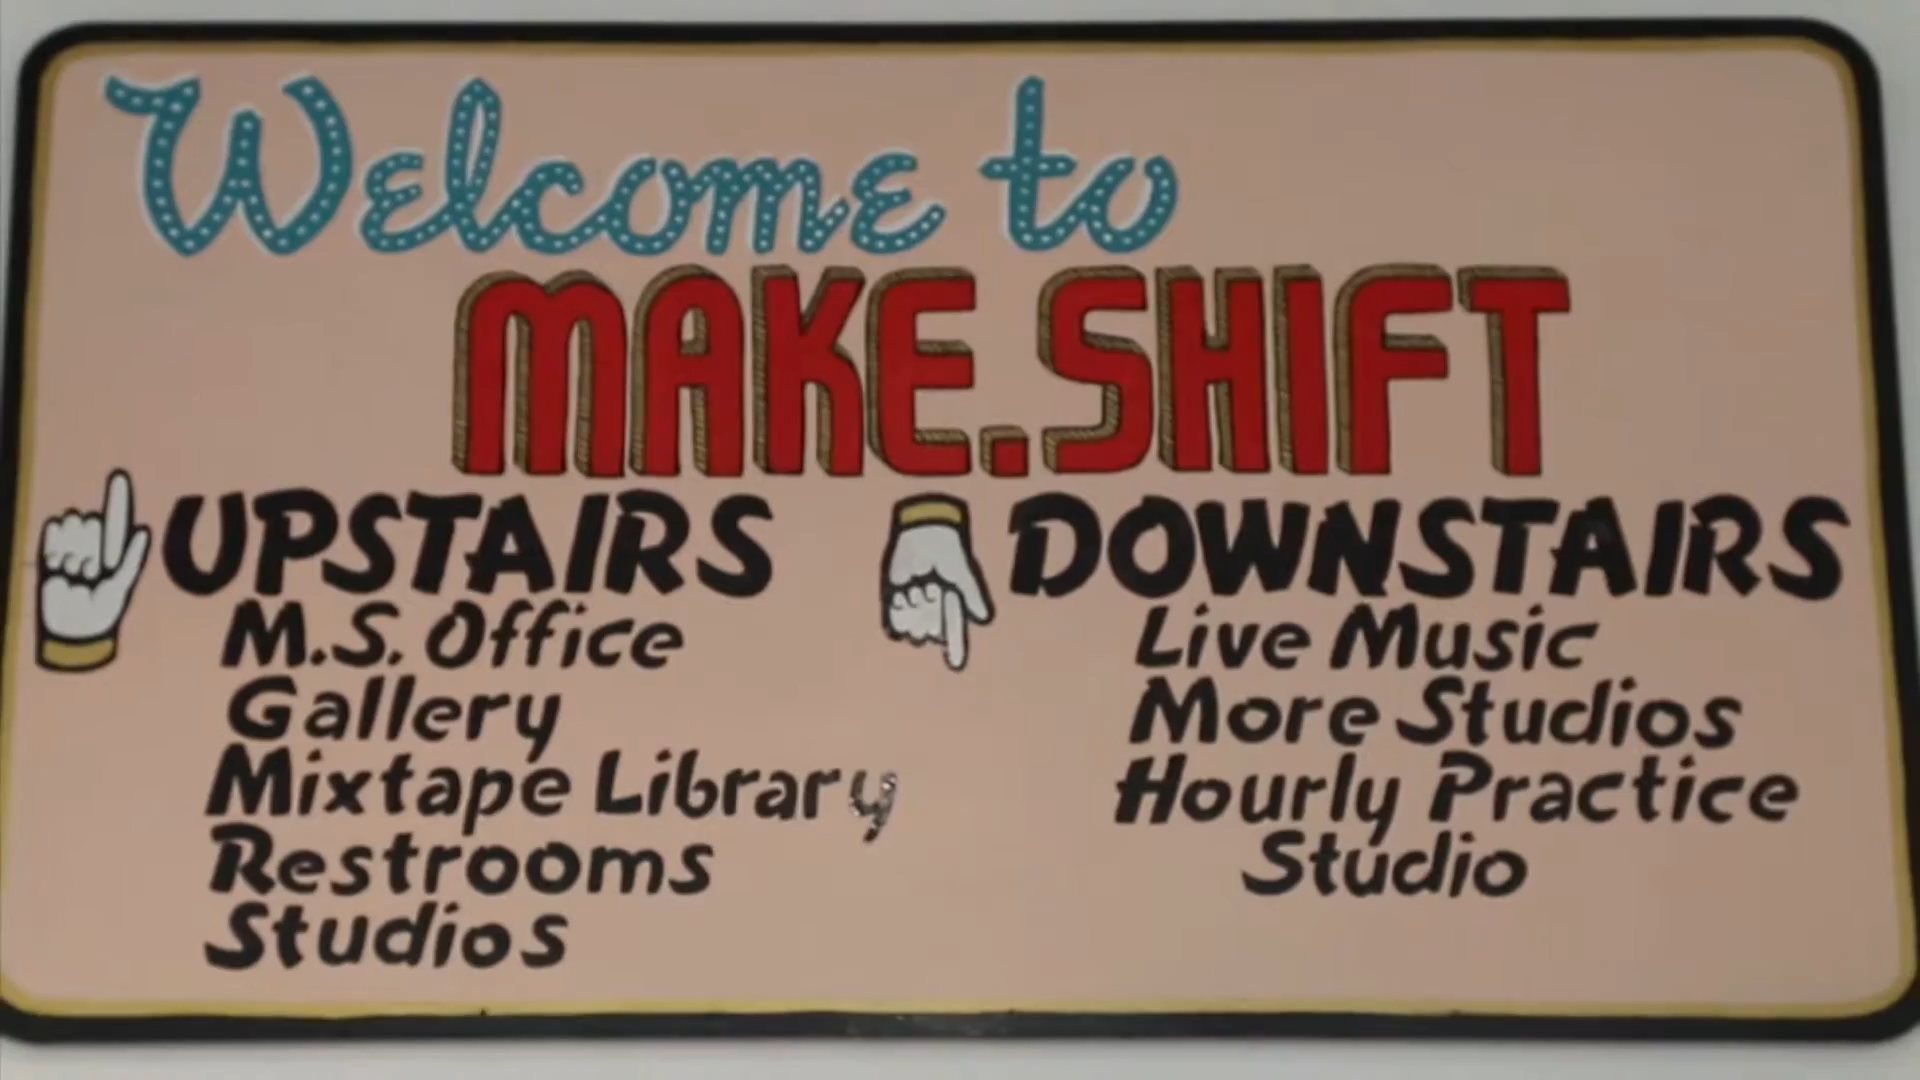 Welcome to
MAKE.SHIFT
UPSTAIRS
M.S. Office
Gallery
Mixtape Library
Restrooms
Studios
DOWNSTAIRS
Live Music
More Studios
Hourly Practice
Studio